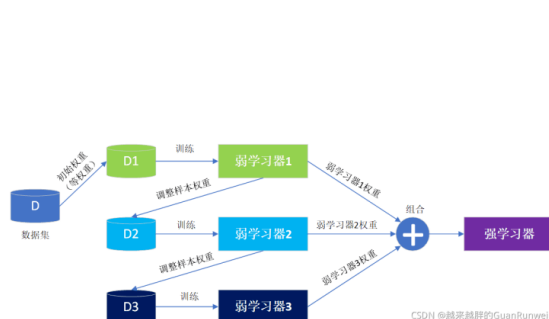 初始权重
(等权重)
D
数据集
D1
训练
弱学习器1
弱学习器1权重
调整样本权重
D2
训练
弱学习器2
弱学习器2权重
组合
强学习器
调整样本权重
D3
训练
弱学习器3
弱学习器3权重
CSDN @越来越胖的GuanRunwei